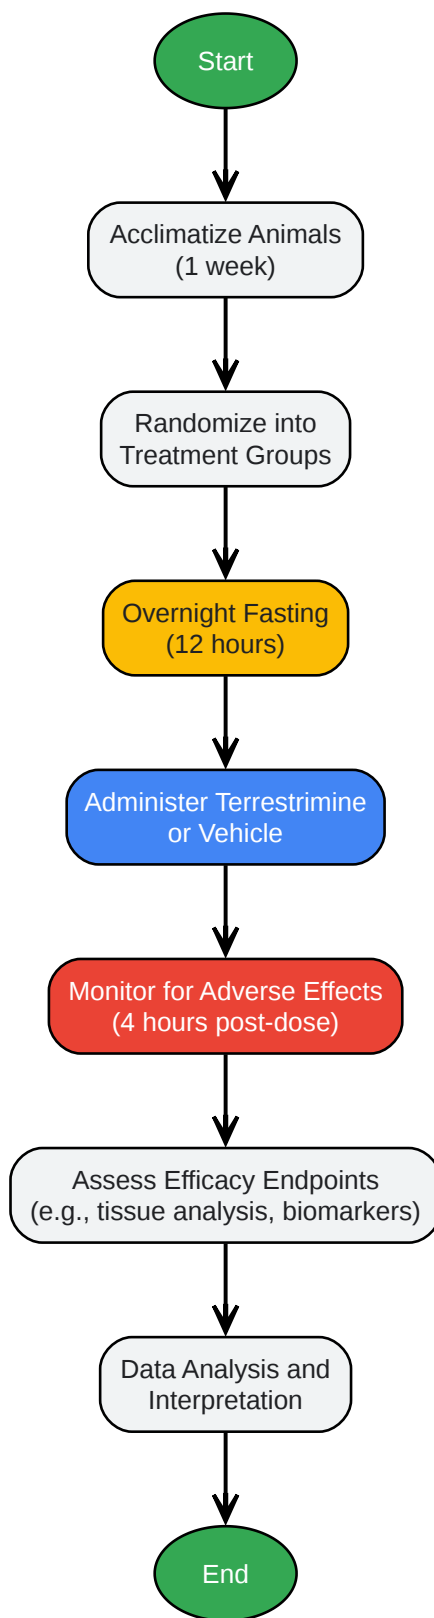 Start
Acclimatize Animals
(1 week)
Randomize into
Treatment Groups
Overnight Fasting
(12 hours)
Administer Terrestrimine
or Vehicle
Monitor for Adverse Effects
(4 hours post-dose)
Assess Efficacy Endpoints
(e.g., tissue analysis, biomarkers)
Data Analysis and
Interpretation
End